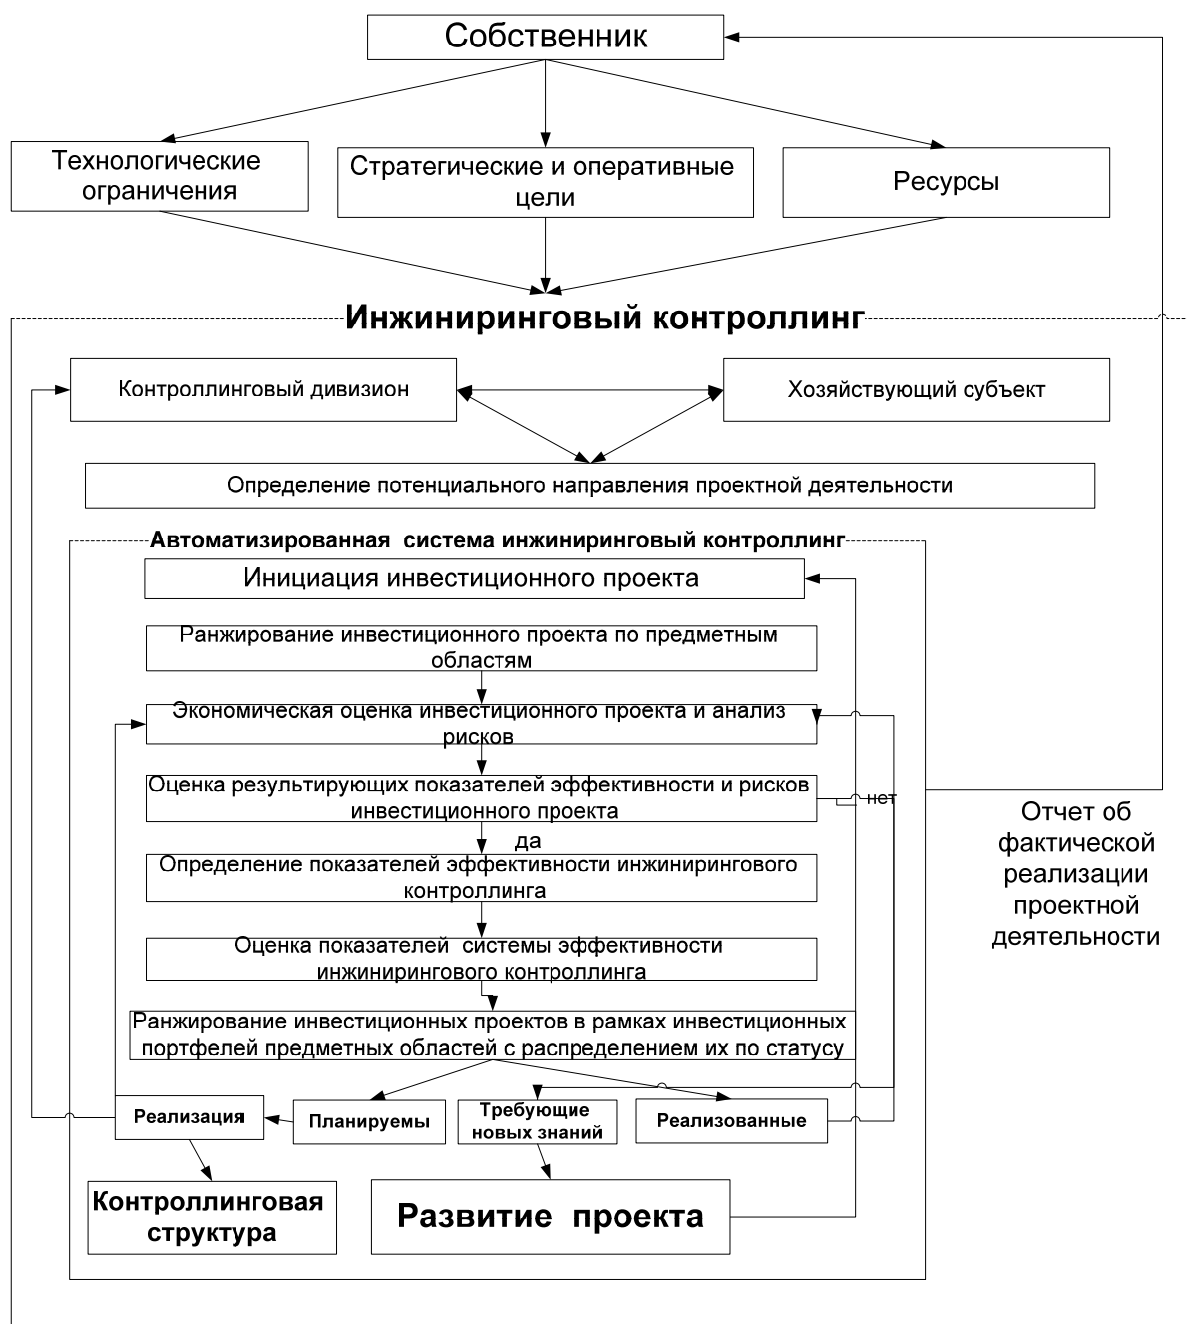 Собственник
Технологические
ограничения
Стратегические и оперативные
цели
Ресурсы
Инжиниринговый контроллинг
Контроллинговый дивизион
Хозяйствующий субъект
Определение потенциального направления проектной деятельности
Автоматизированная система инжиниринговый контроллинг
Инициация инвестиционного проекта
Ранжирование инвестиционного проекта по предметным
областям
Экономическая оценка инвестиционного проекта и анализ
рисков
Оценка результирующих показателей эффективности и рисков
инвестиционного проекта
нет
да
Определение показателей эффективности инжинирингового
контроллинга
Оценка показателей системы эффективности
инжинирингового контроллинга
Ранжирование инвестиционных проектов в рамках инвестиционных
портфелей предметных областей с распределением их по статусу
Реализация
Планируемы
Требующие
новых знаний
Реализованные
Контроллинговая
структура
Развитие проекта
Отчет об
фактической
реализации
проектной
деятельности